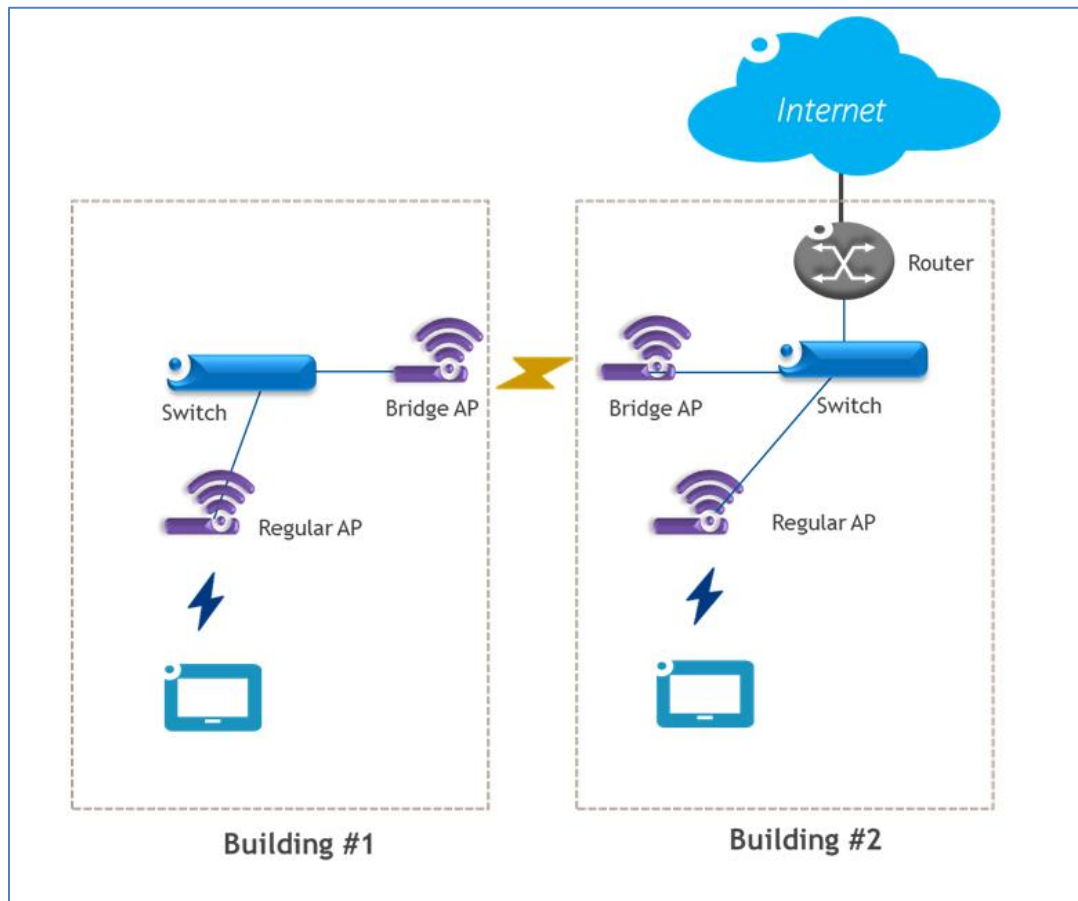 Internet
Router
Switch
Bridge AP
Bridge AP
Switch
Regular AP
Regular AP
Building #1
Building #2